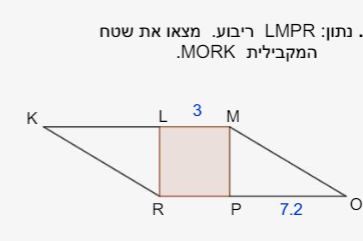 . נתון: LMPR ריבוע. מצאו את שטח
המקבילית MORK.
3
K L M
R P O
7.2